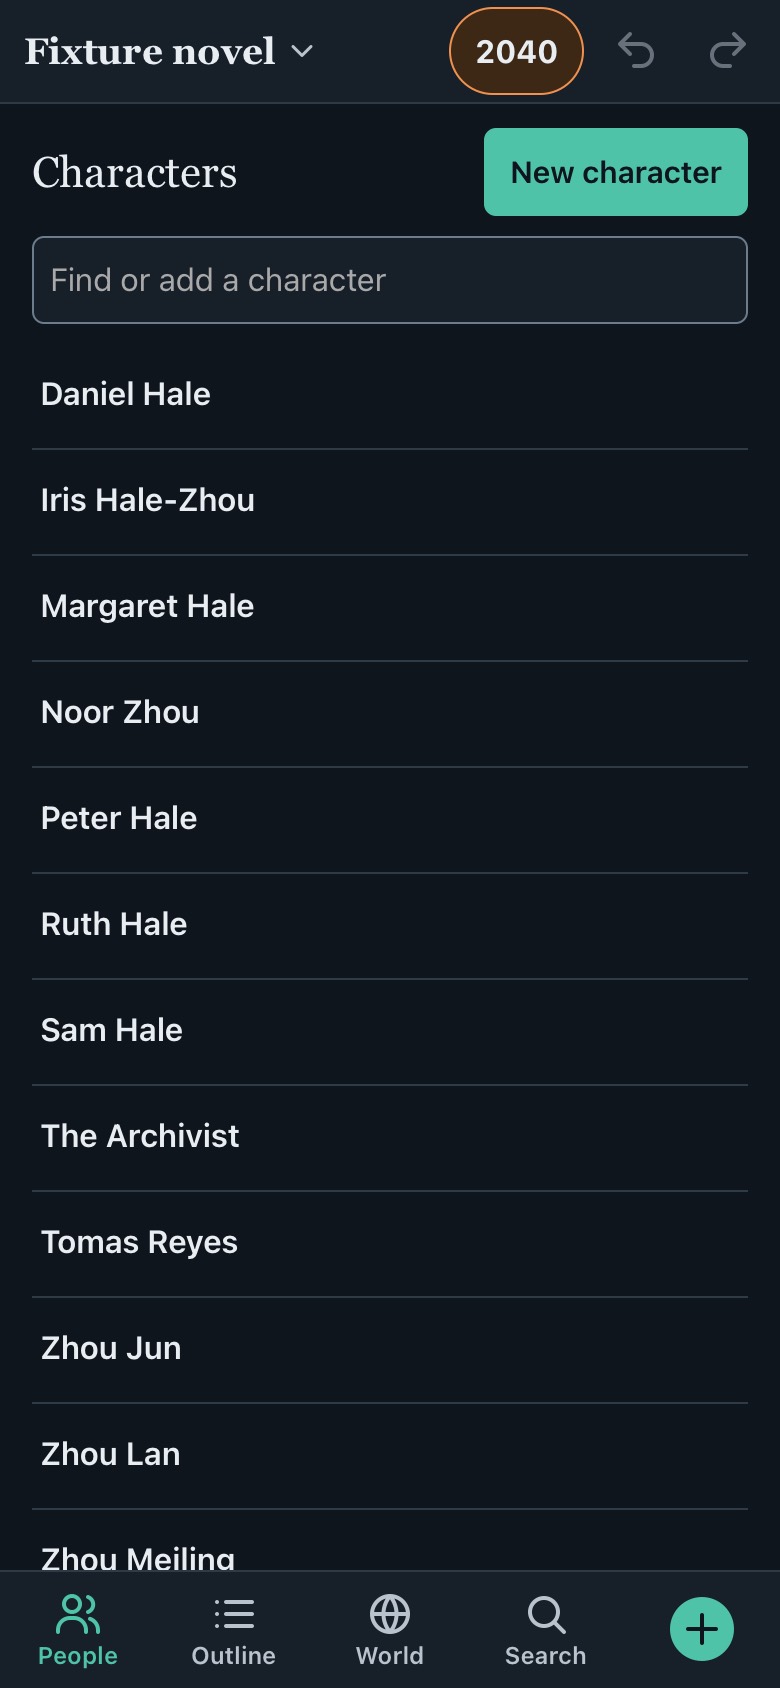 Fixture novel
2040
Characters
New character
Find or add a character
Daniel Hale
Iris Hale-Zhou
Margaret Hale
Noor Zhou
Peter Hale
Ruth Hale
Sam Hale
The Archivist
Tomas Reyes
Zhou Jun
Zhou Lan
Zhou Meiling
People
Outline
World
Search